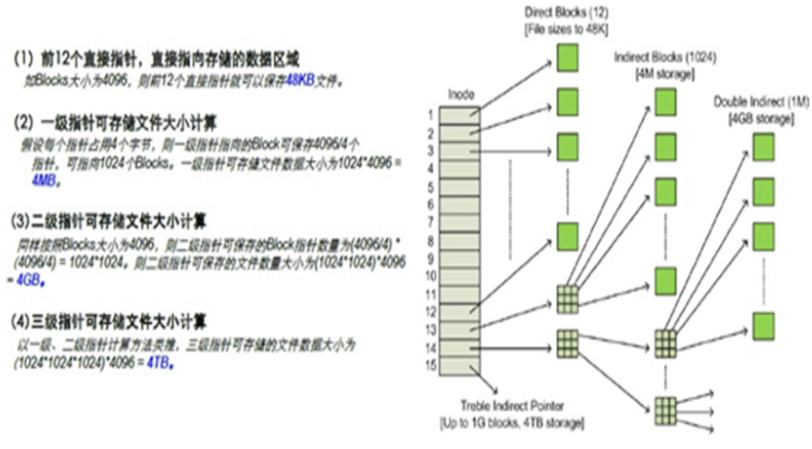 (1) 前12个直接指针，直接指向存储的数据区域
如Blocks大小为4096，则前12个直接指针就可以保存48KB文件。
(2) 一级指针可存储文件大小计算
假设每个指针占用4个字节，则一级指针指向的Block可保存4096/4个
指针，可指向1024个Blocks。一级指针可存储文件数据大小为1024*4096 =
4MB。
(3)二级指针可存储文件大小计算
同样按照Blocks大小为4096，则二级指针可保存的Block指针数量为(4096/4) *
(4096/4) = 1024*1024。则二级指针可保存的文件数量大小为(1024*1024)*4096
= 4GB。
(4)三级指针可存储文件大小计算
以一级、二级指针计算方法类推，三级指针可存储的文件数据大小为
(1024*1024*1024)*4096 = 4TB。
Direct Blocks (12)
[File sizes to 48K]
Indirect Blocks (1024)
[4M storage]
Double Indirect (1M)
[4GB storage]
Inode
1
2
3
4
5
6
7
8
9
10
11
12
13
14
15
Treble Indirect Pointer
[Up to 1G blocks, 4TB storage]